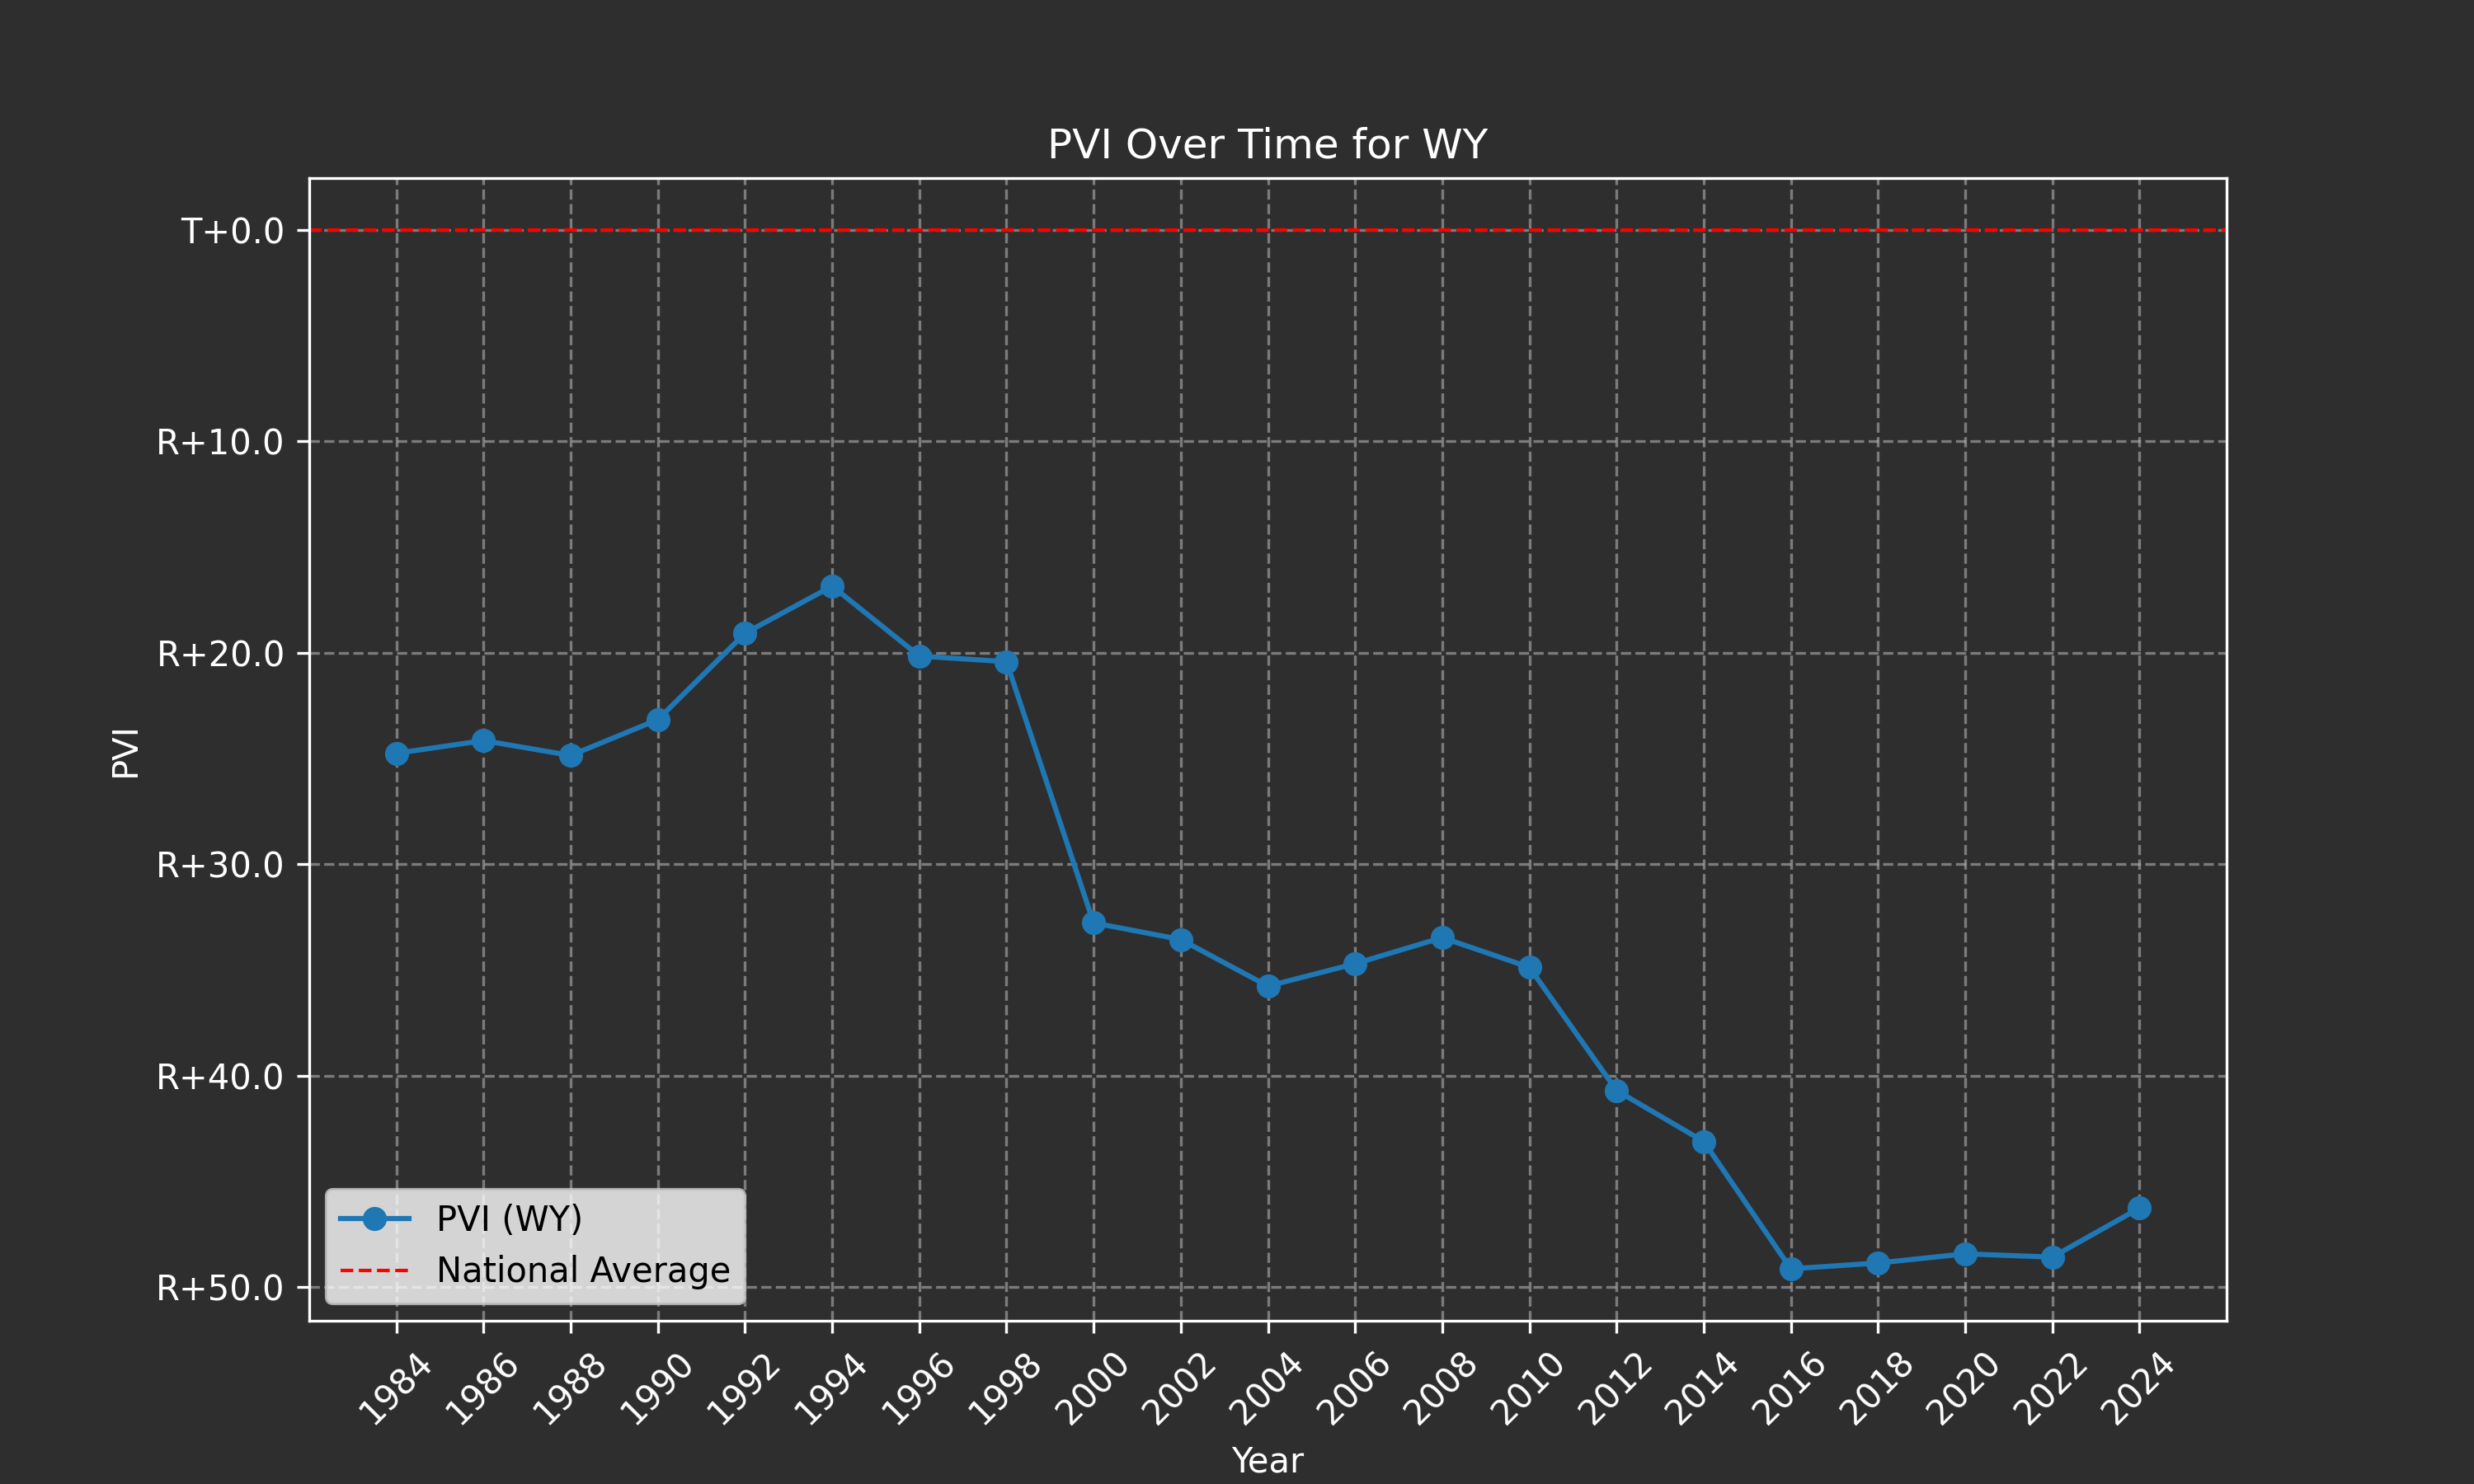 PVI Over Time for WY
T+0.0
R+10.0
R+20.0
R+30.0
R+40.0
R+50.0
PVI
PVI (WY)
National Average
1984
1986
1988
1990
1992
1994
1996
1998
2000
2002
2004
2006
2008
2010
2012
2014
2016
2018
2020
2022
2024
Year